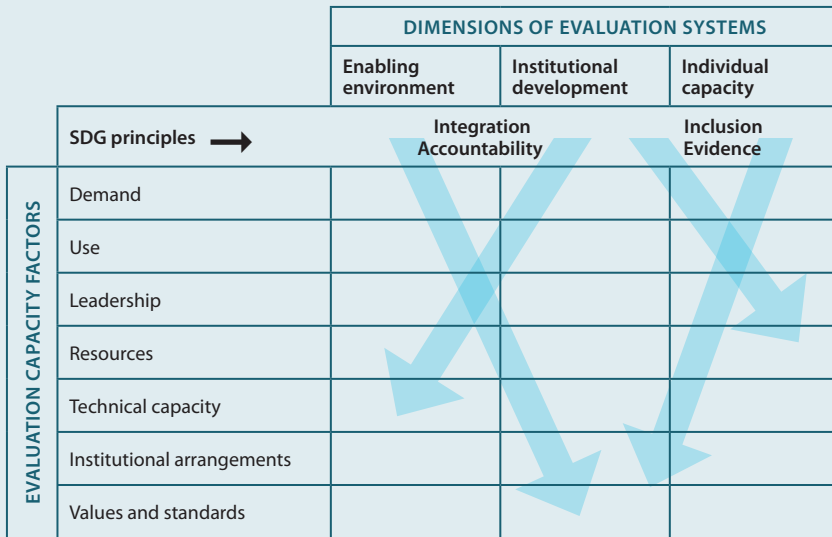 DIMENSIONS OF EVALUATION SYSTEMS
Enabling
environment
Institutional
development
Individual
capacity
SDG principles
Integration
Accountability
Inclusion
Evidence
EVALUATION CAPACITY FACTORS
Demand
Use
Leadership
Resources
Technical capacity
Institutional arrangements
Values and standards